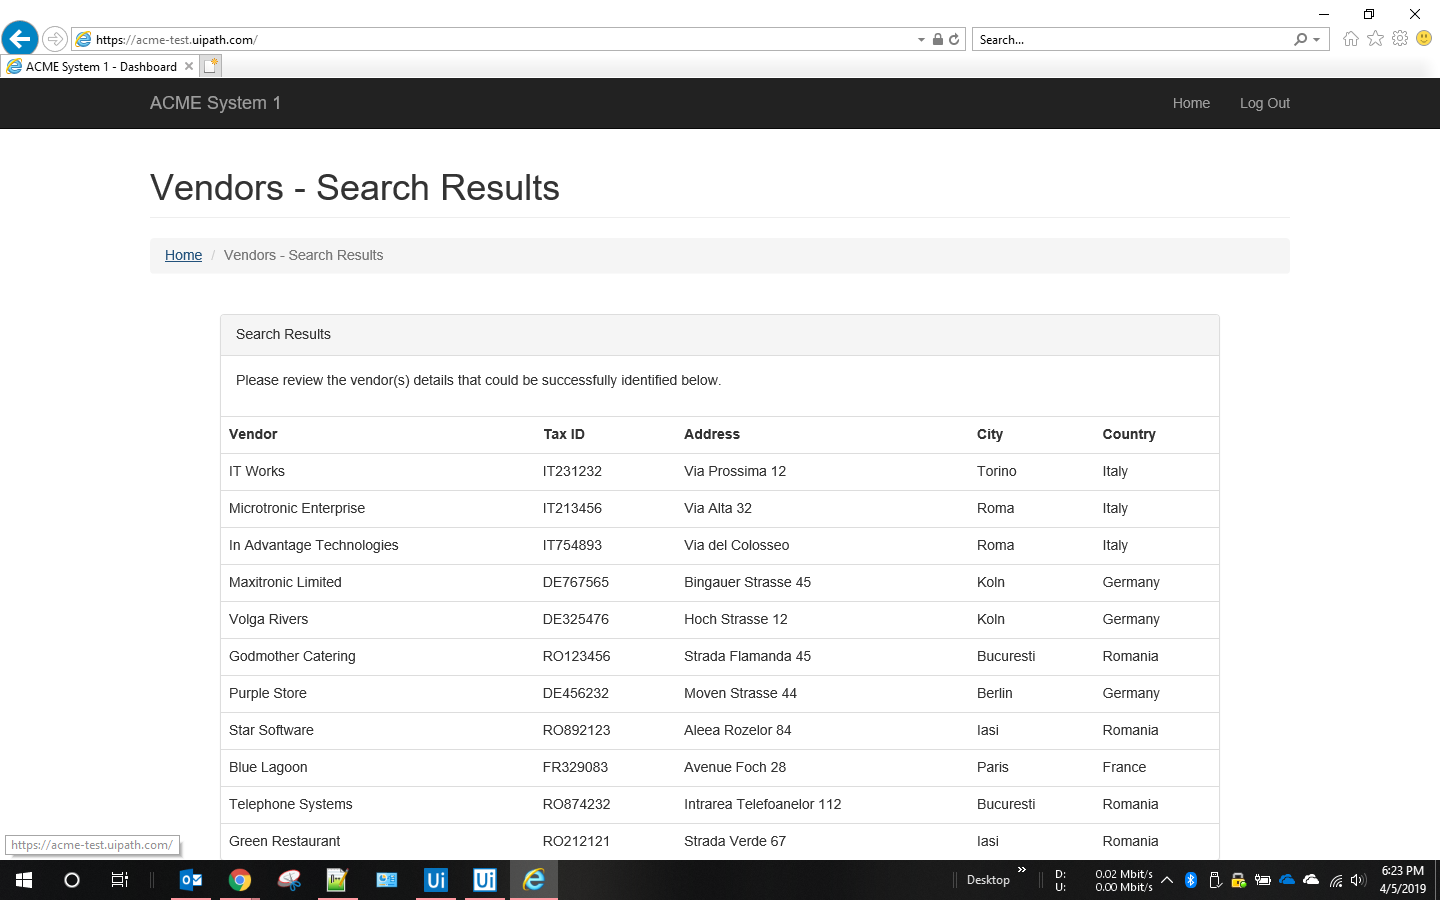 https://acme-test.uipath.com/
Search...
ACME System 1 - Dashboard
ACME System 1 Home Log Out
Vendors - Search Results
Home / Vendors - Search Results
Search Results
Please review the vendor(s) details that could be successfully identified below.
Vendor Tax ID Address City Country
IT Works IT231232 Via Prossima 12 Torino Italy
Microtronic Enterprise IT213456 Via Alta 32 Roma Italy
In Advantage Technologies IT754893 Via del Colosseo Roma Italy
Maxitronic Limited DE767565 Bingauer Strasse 45 Koln Germany
Volga Rivers DE325476 Hoch Strasse 12 Koln Germany
Godmother Catering RO123456 Strada Flamanda 45 Bucuresti Romania
Purple Store DE456232 Moven Strasse 44 Berlin Germany
Star Software RO892123 Aleea Rozelor 84 Iasi Romania
Blue Lagoon FR329083 Avenue Foch 28 Paris France
Telephone Systems RO874232 Intrarea Telefoanelor 112 Bucuresti Romania
Green Restaurant RO212121 Strada Verde 67 Iasi Romania
https://acme-test.uipath.com/
Ui Ui Desktop
D: 0.02 Mbit/s
U: 0.00 Mbit/s
6:23 PM
4/5/2019